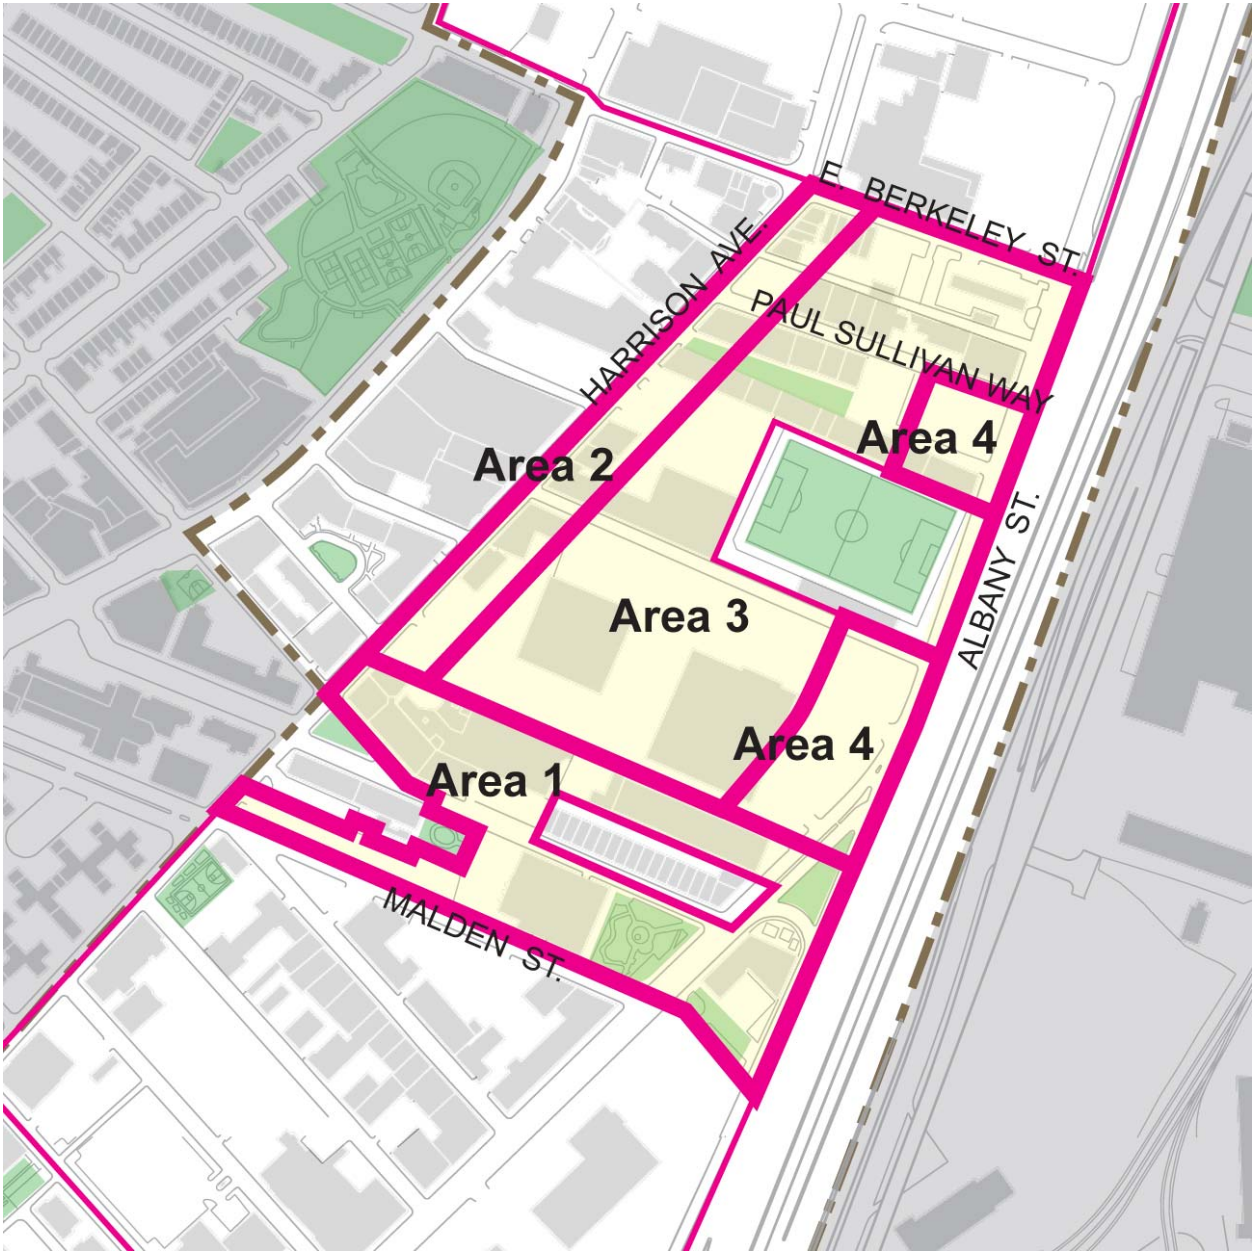 E. BERKELEY ST.
HARRISON AVE.
PAUL SULLIVAN WAY
Area 4
Area 2
ALBANY ST.
Area 3
Area 4
Area 1
MALDEN ST.